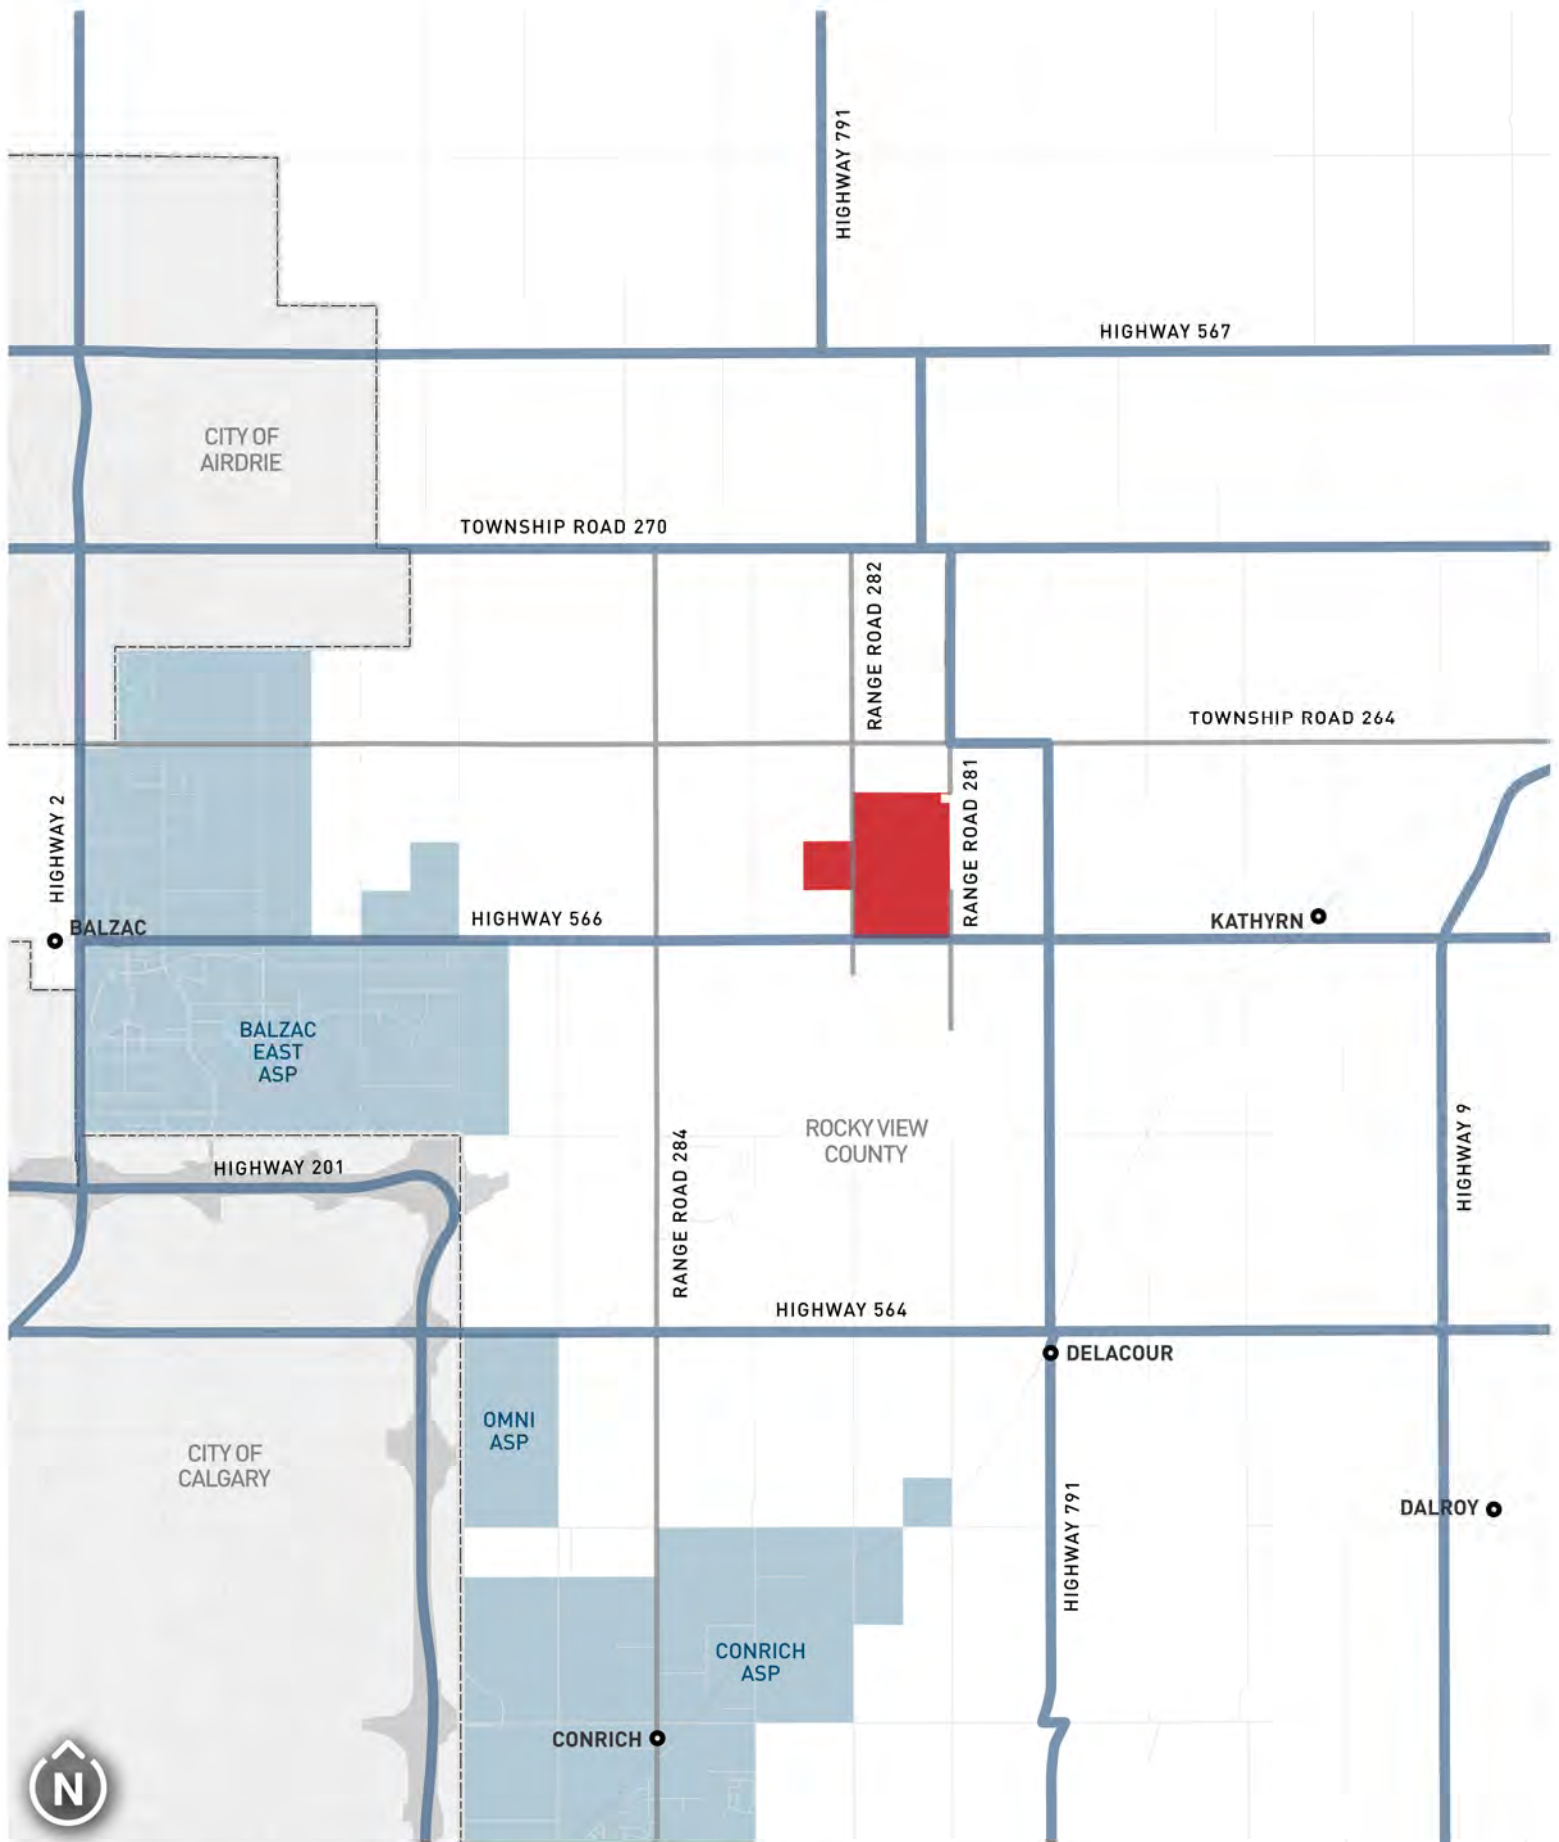 HIGHWAY 791
HIGHWAY 567
CITY OF
AIRDRIE
TOWNSHIP ROAD 270
RANGE ROAD 282
TOWNSHIP ROAD 264
HIGHWAY 2
RANGE ROAD 281
BALZAC
HIGHWAY 566
KATHYRN
BALZAC
EAST
ASP
ROCKY VIEW
COUNTY
HIGHWAY 9
HIGHWAY 201
RANGE ROAD 284
HIGHWAY 564
DELACOUR
OMNI
ASP
CITY OF
CALGARY
HIGHWAY 791
DALROY
CONRICH
ASP
CONRICH
N